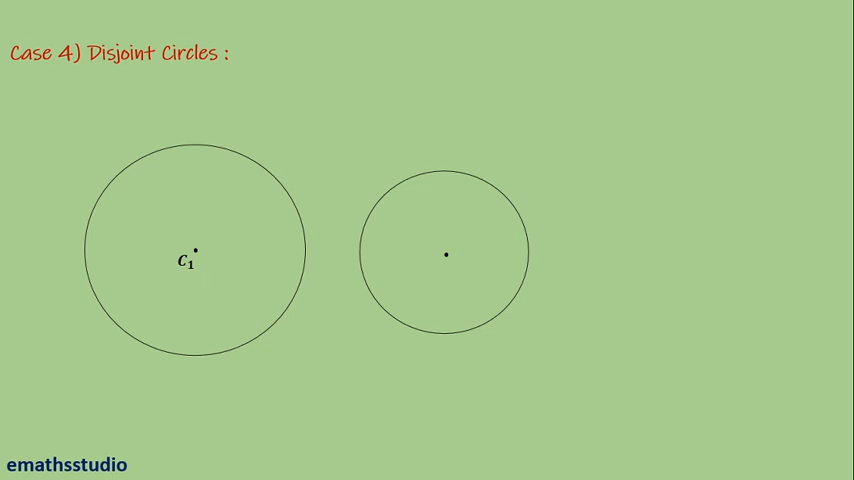 Case 4) Disjoint Circles :
C₁
emathsstudio